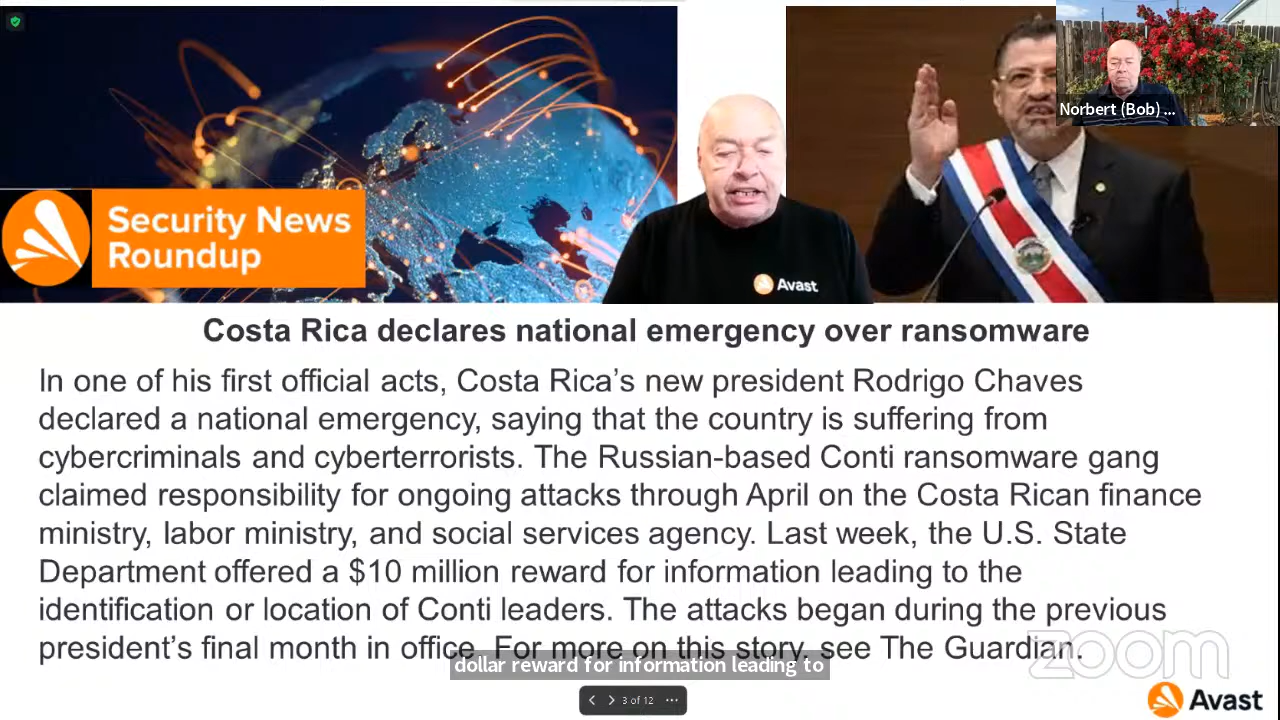 Norbert (Bob) ...
Security News
Roundup
Avast
Costa Rica declares national emergency over ransomware
In one of his first official acts, Costa Rica’s new president Rodrigo Chaves
declared a national emergency, saying that the country is suffering from
cybercriminals and cyberterrorists. The Russian-based Conti ransomware gang
claimed responsibility for ongoing attacks through April on the Costa Rican finance
ministry, labor ministry, and social services agency. Last week, the U.S. State
Department offered a $10 million reward for information leading to the
identification or location of Conti leaders. The attacks began during the previous
president’s final month in office. For more on this story, see The Guardian.
dollar reward for information leading to
zoom
3 of 12
Avast